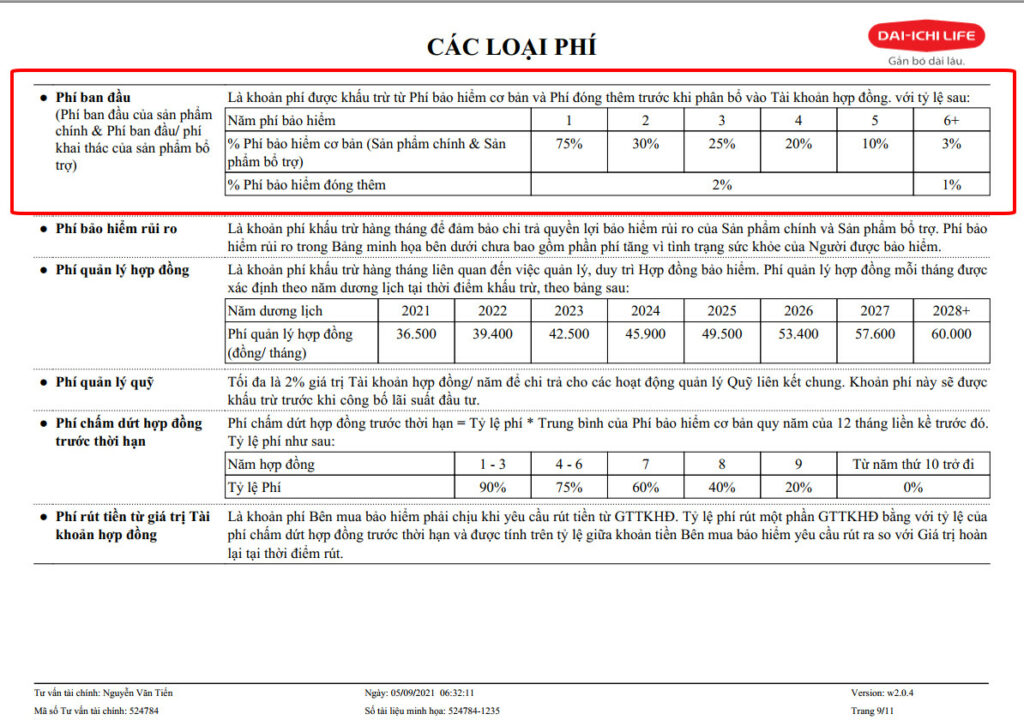 DAI-ICHI LIFE
Gắn bó dài lâu.
CÁC LOẠI PHÍ
● Phí ban đầu
(Phí ban đầu của sản phẩm
chính & Phí ban đầu/ phí
khai thác của sản phẩm bổ
trợ)
Là khoản phí được khấu trừ từ Phí bảo hiểm cơ bản và Phí đóng thêm trước khi phân bổ vào Tài khoản hợp đồng. với tỷ lệ sau:
Năm phí bảo hiểm 1 2 3 4 5 6+
% Phí bảo hiểm cơ bản (Sản phẩm chính & Sản
phẩm bổ trợ) 75% 30% 25% 20% 10% 3%
% Phí bảo hiểm đóng thêm 2% 1%
● Phí bảo hiểm rủi ro
Là khoản phí khấu trừ hàng tháng để đảm bảo chi trả quyền lợi bảo hiểm rủi ro của Sản phẩm chính và Sản phẩm bổ trợ. Phí bảo
hiểm rủi ro trong Bảng minh họa bên dưới chưa bao gồm phần phí tăng vì tình trạng sức khỏe của Người được bảo hiểm.
● Phí quản lý hợp đồng
Là khoản phí khấu trừ hàng tháng liên quan đến việc quản lý, duy trì Hợp đồng bảo hiểm. Phí quản lý hợp đồng mỗi tháng được
xác định theo năm dương lịch tại thời điểm khấu trừ, theo bảng sau:
Năm dương lịch 2021 2022 2023 2024 2025 2026 2027 2028+
Phí quản lý hợp đồng
(đồng/ tháng) 36.500 39.400 42.500 45.900 49.500 53.400 57.600 60.000
● Phí quản lý quỹ
Tối đa là 2% giá trị Tài khoản hợp đồng/ năm để chi trả cho các hoạt động quản lý Quỹ liên kết chung. Khoản phí này sẽ được
khấu trừ trước khi công bố lãi suất đầu tư.
● Phí chấm dứt hợp đồng
trước thời hạn
Phí chấm dứt hợp đồng trước thời hạn = Tỷ lệ phí * Trung bình của Phí bảo hiểm cơ bản quy năm của 12 tháng liền kề trước đó.
Tỷ lệ phí như sau:
Năm hợp đồng 1 - 3 4 - 6 7 8 9 Từ năm thứ 10 trở đi
Tỷ lệ Phí 90% 75% 60% 40% 20% 0%
● Phí rút tiền từ giá trị Tài
khoản hợp đồng
Là khoản phí Bên mua bảo hiểm phải chịu khi yêu cầu rút tiền từ GTTKHĐ. Tỷ lệ phí rút một phần GTTKHĐ bằng với tỷ lệ của
phí chấm dứt hợp đồng trước thời hạn và được tính trên tỷ lệ giữa khoản tiền Bên mua bảo hiểm yêu cầu rút ra so với Giá trị hoàn
lại tại thời điểm rút.
Tư vấn tài chính: Nguyễn Văn Tiến
Ngày: 05/09/2021 06:32:11
Version: w2.0.4
Mã số Tư vấn tài chính: 524784
Số tài liệu minh họa: 524784-1235
Trang 9/11